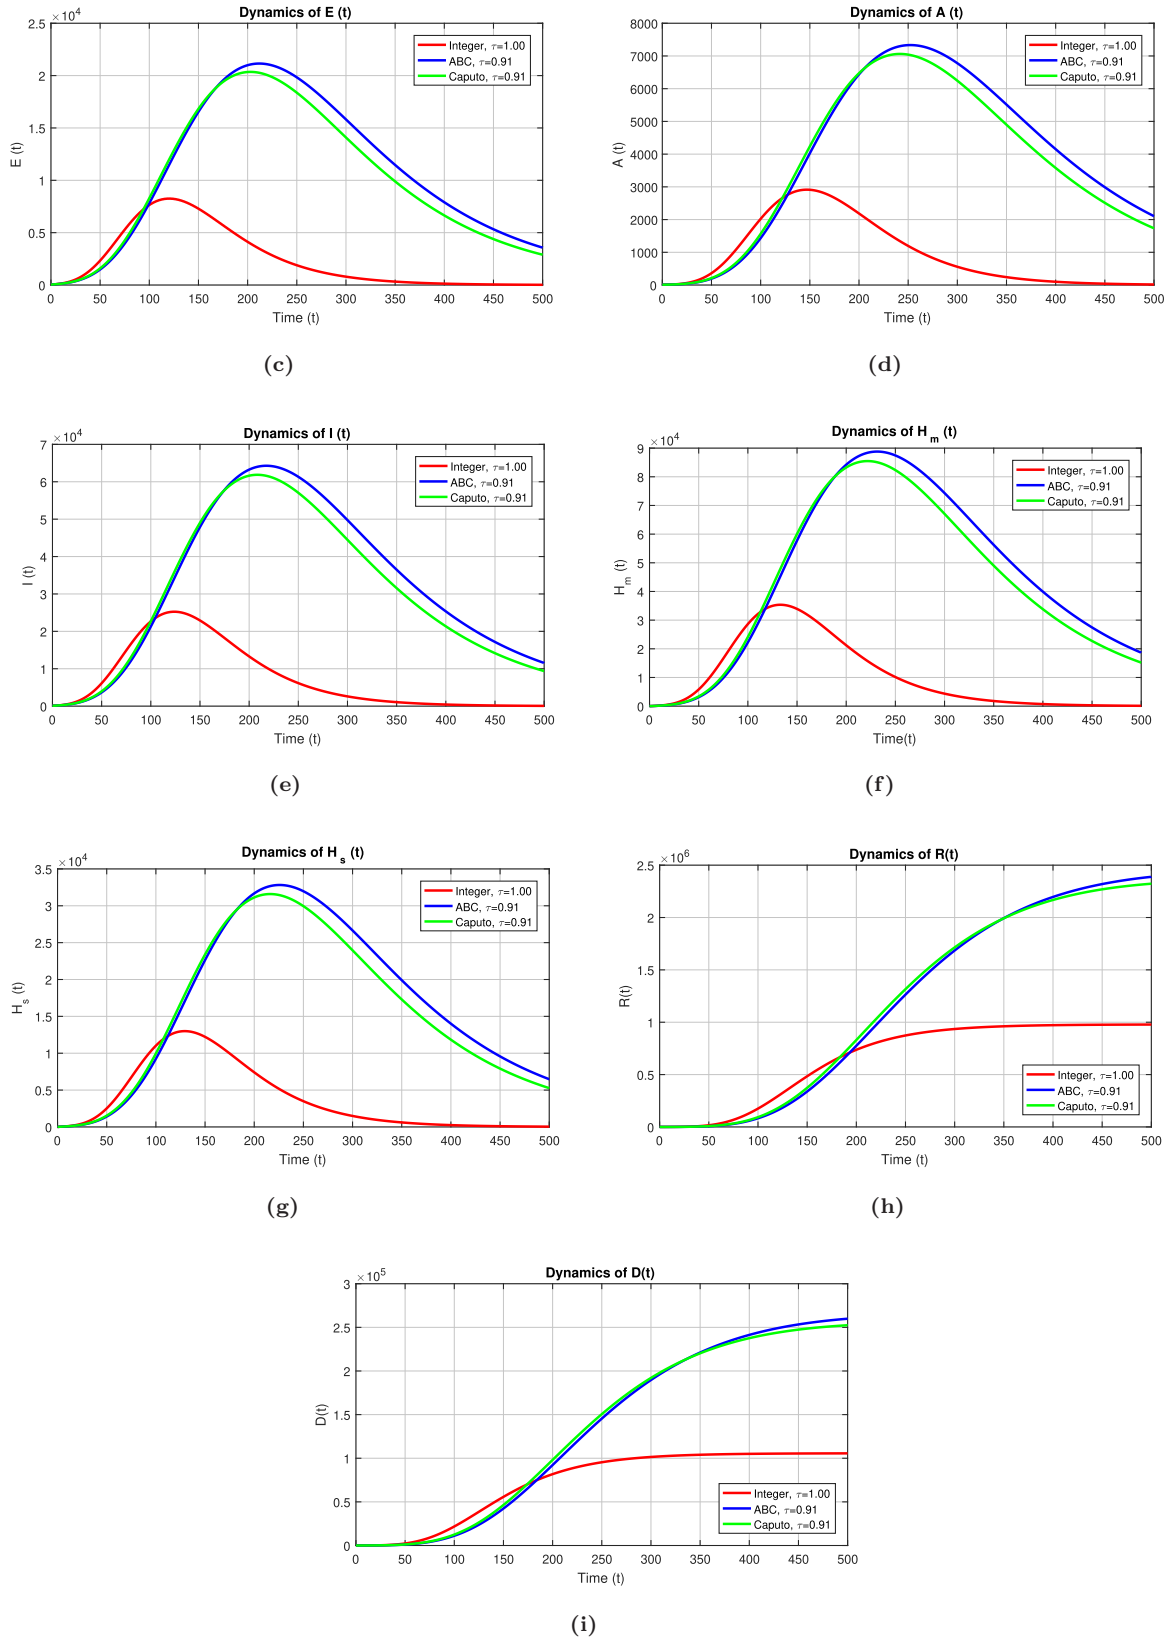 Dynamics of E (t)
×10^4
2.5
2
1.5
1
0.5
0
E (t)
0 50 100 150 200 250 300 350 400 450 500
Time (t)
Integer, τ=1.00
ABC, τ=0.91
Caputo, τ=0.91
(c)
Dynamics of A (t)
8000
7000
6000
5000
4000
3000
2000
1000
0
A (t)
0 50 100 150 200 250 300 350 400 450 500
Time (t)
Integer, τ=1.00
ABC, τ=0.91
Caputo, τ=0.91
(d)
Dynamics of I (t)
×10^4
7
6
5
4
3
2
1
0
I (t)
0 50 100 150 200 250 300 350 400 450 500
Time (t)
Integer, τ=1.00
ABC, τ=0.91
Caputo, τ=0.91
(e)
Dynamics of H_m (t)
×10^4
9
8
7
6
5
4
3
2
1
0
H_m (t)
0 50 100 150 200 250 300 350 400 450 500
Time(t)
Integer, τ=1.00
ABC, τ=0.91
Caputo, τ=0.91
(f)
Dynamics of H_s (t)
×10^4
3.5
3
2.5
2
1.5
1
0.5
0
H_s (t)
0 50 100 150 200 250 300 350 400 450 500
Time (t)
Integer, τ=1.00
ABC, τ=0.91
Caputo, τ=0.91
(g)
Dynamics of R(t)
×10^6
2.5
2
1.5
1
0.5
0
R(t)
0 50 100 150 200 250 300 350 400 450 500
Time (t)
Integer, τ=1.00
ABC, τ=0.91
Caputo, τ=0.91
(h)
Dynamics of D(t)
×10^5
3
2.5
2
1.5
1
0.5
0
D(t)
0 50 100 150 200 250 300 350 400 450 500
Time (t)
Integer, τ=1.00
ABC, τ=0.91
Caputo, τ=0.91
(i)